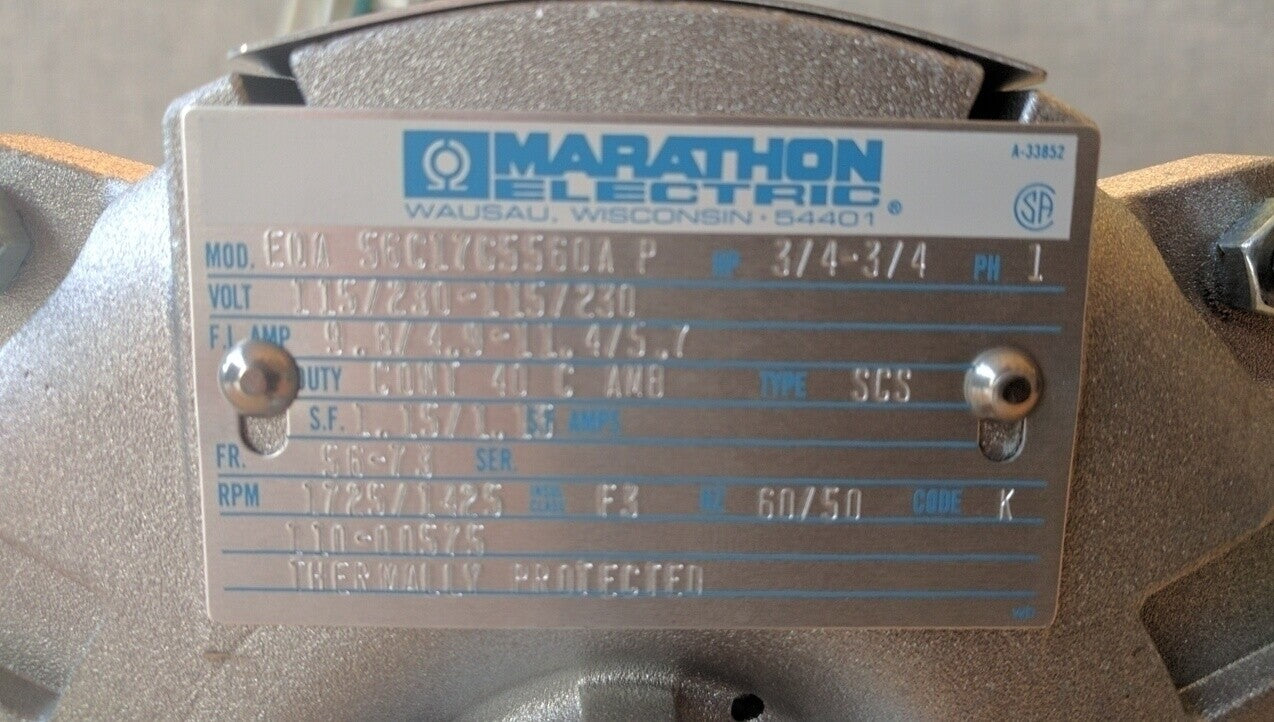 MARATHON
ELECTRIC®
WAUSAU, WISCONSIN · 54401
A-33852
MOD. EQA 56C17C5560A P HP 3/4-3/4 PH 1
VOLT 115/230-115/230
F.L. AMP 9.8/4.9-11.4/5.7
DUTY CONT 40 C AMB TYPE SCS
S.F. 1.15/1.15 S.F. AMPS
FR. SER.
RPM 1725/1425 INSUL CLASS F3 HZ 60/50 CODE K
110-00575
THERMALLY PROTECTED